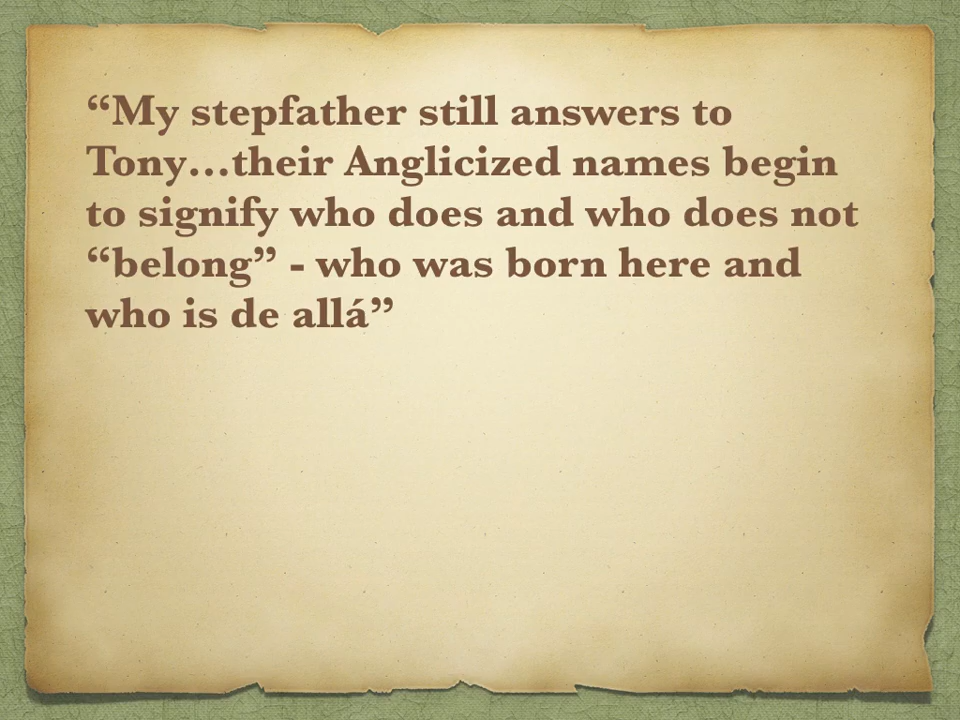 “My stepfather still answers to
Tony...their Anglicized names begin
to signify who does and who does not
“belong” - who was born here and
who is de allá”